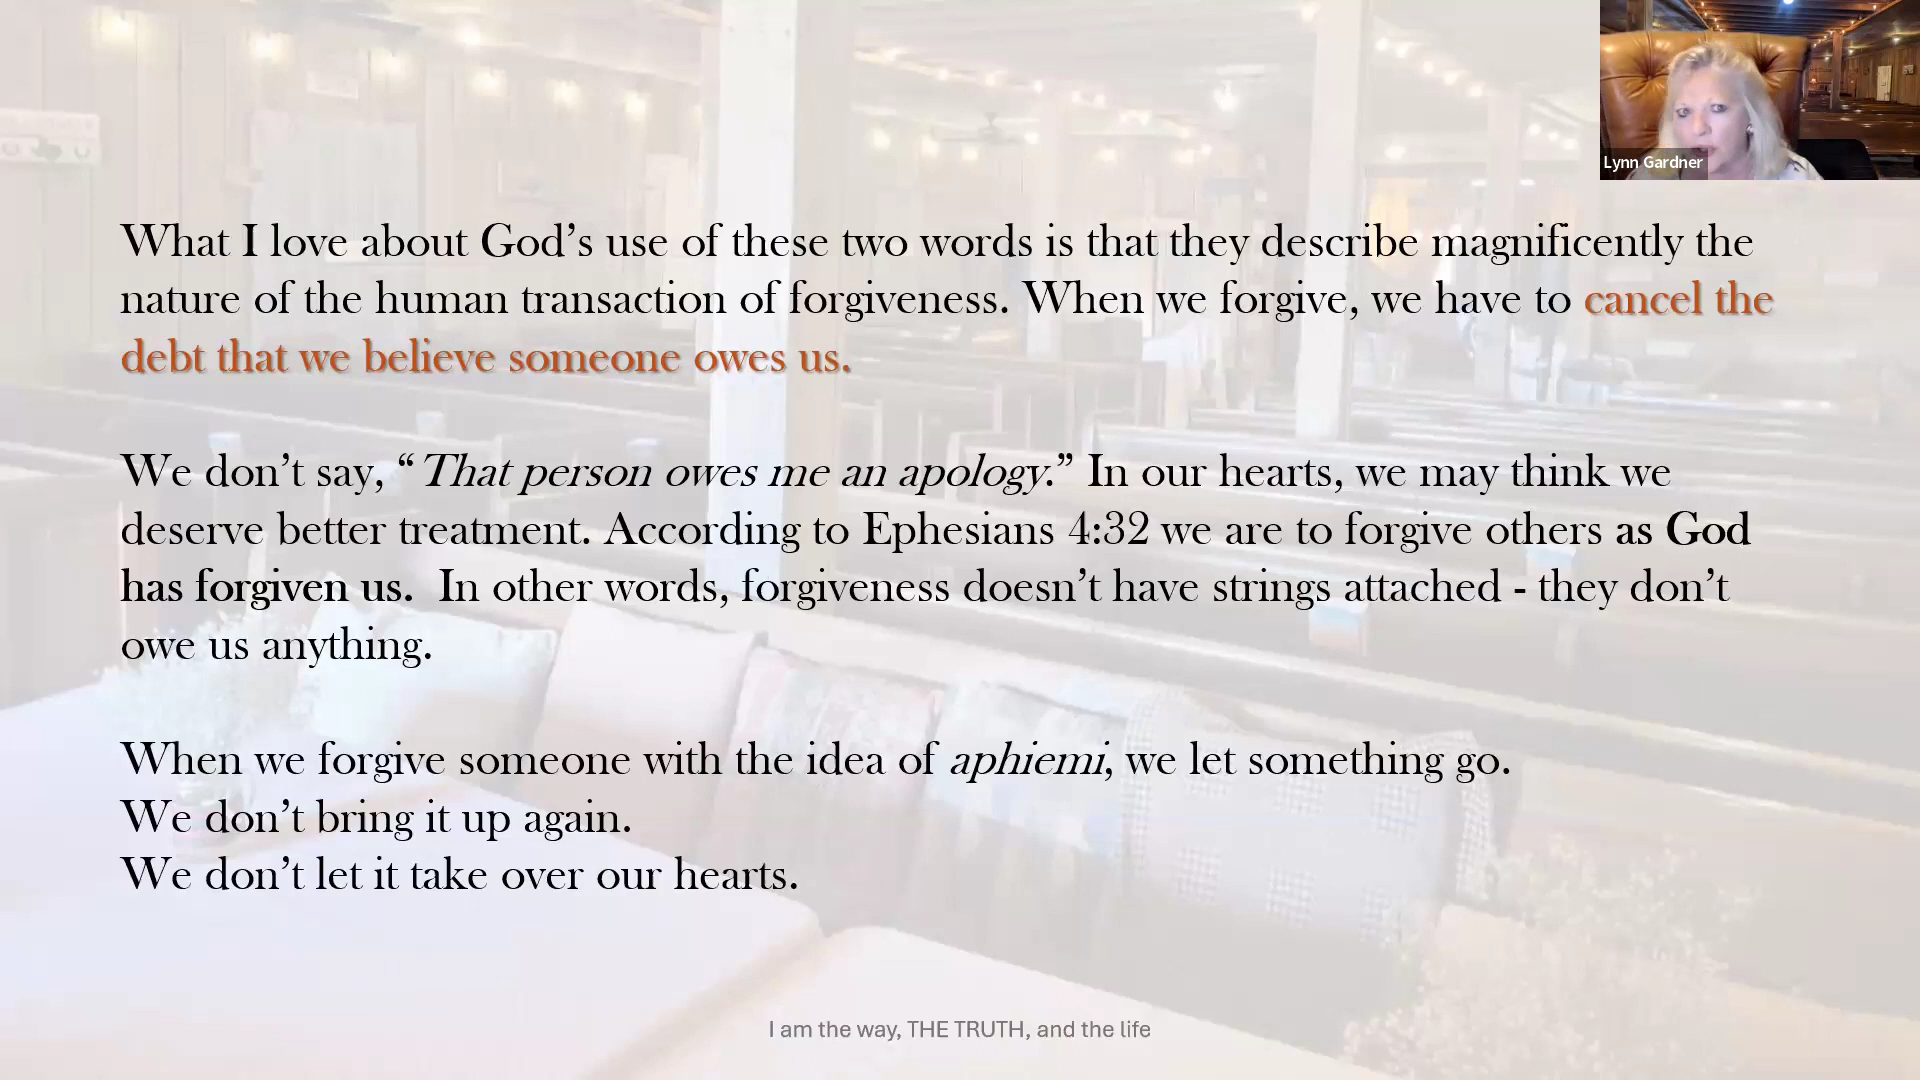 Lynn Gardner
What I love about God’s use of these two words is that they describe magnificently the
nature of the human transaction of forgiveness. When we forgive, we have to cancel the
debt that we believe someone owes us.
We don’t say, “That person owes me an apology.” In our hearts, we may think we
deserve better treatment. According to Ephesians 4:32 we are to forgive others as God
has forgiven us. In other words, forgiveness doesn’t have strings attached - they don’t
owe us anything.
When we forgive someone with the idea of aphiemi, we let something go.
We don’t bring it up again.
We don’t let it take over our hearts.
I am the way, THE TRUTH, and the life